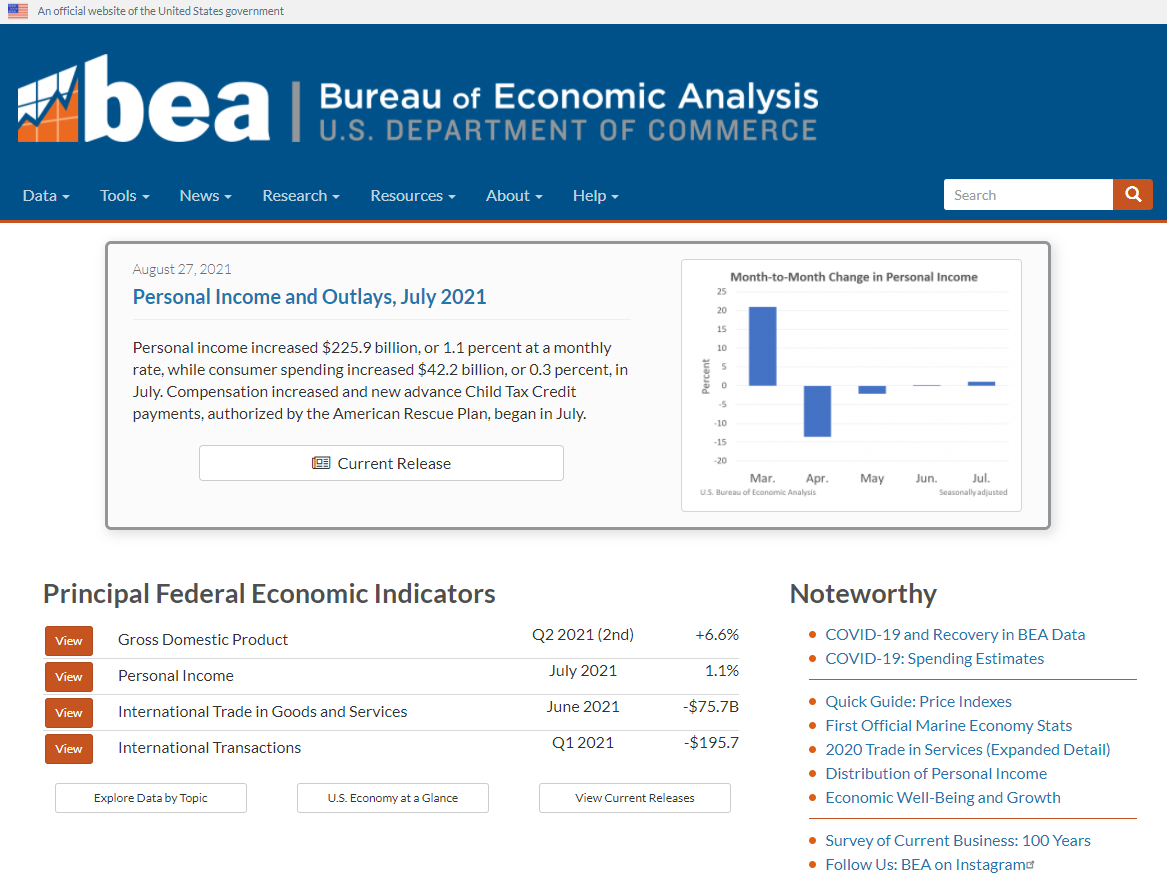 An official website of the United States government
bea
Bureau of Economic Analysis
U.S. DEPARTMENT OF COMMERCE
Data Tools News Research Resources About Help Search
August 27, 2021
Personal Income and Outlays, July 2021
Personal income increased $225.9 billion, or 1.1 percent at a monthly
rate, while consumer spending increased $42.2 billion, or 0.3 percent, in
July. Compensation increased and new advance Child Tax Credit
payments, authorized by the American Rescue Plan, began in July.
Current Release
Month-to-Month Change in Personal Income
Percent
25
20
15
10
5
0
-5
-10
-15
-20
Mar. Apr. May Jun. Jul.
U.S. Bureau of Economic Analysis Seasonally adjusted
Principal Federal Economic Indicators
View Gross Domestic Product Q2 2021 (2nd) +6.6%
View Personal Income July 2021 1.1%
View International Trade in Goods and Services June 2021 -$75.7B
View International Transactions Q1 2021 -$195.7
Explore Data by Topic U.S. Economy at a Glance View Current Releases
Noteworthy
COVID-19 and Recovery in BEA Data
COVID-19: Spending Estimates
Quick Guide: Price Indexes
First Official Marine Economy Stats
2020 Trade in Services (Expanded Detail)
Distribution of Personal Income
Economic Well-Being and Growth
Survey of Current Business: 100 Years
Follow Us: BEA on Instagram